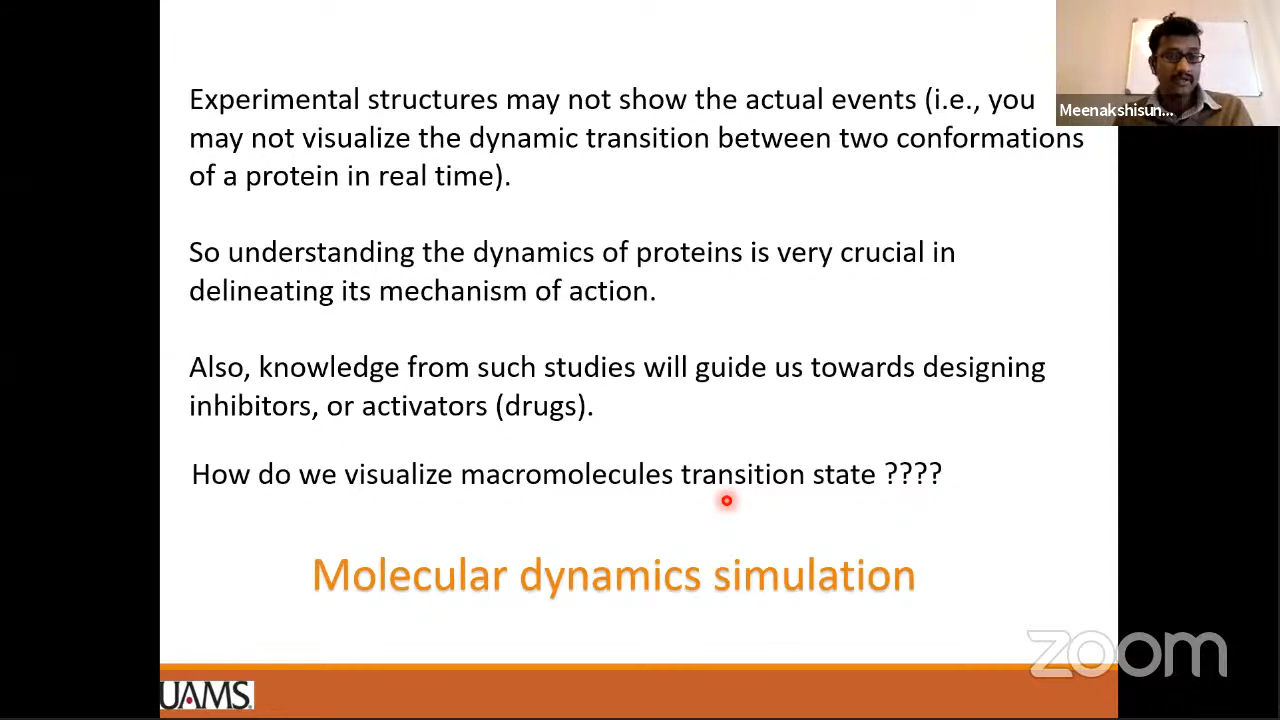 Experimental structures may not show the actual events (i.e., you
may not visualize the dynamic transition between two conformations
of a protein in real time).
So understanding the dynamics of proteins is very crucial in
delineating its mechanism of action.
Also, knowledge from such studies will guide us towards designing
inhibitors, or activators (drugs).
How do we visualize macromolecules transition state ????
Molecular dynamics simulation
Meenakshisun...
zoom
UAMS